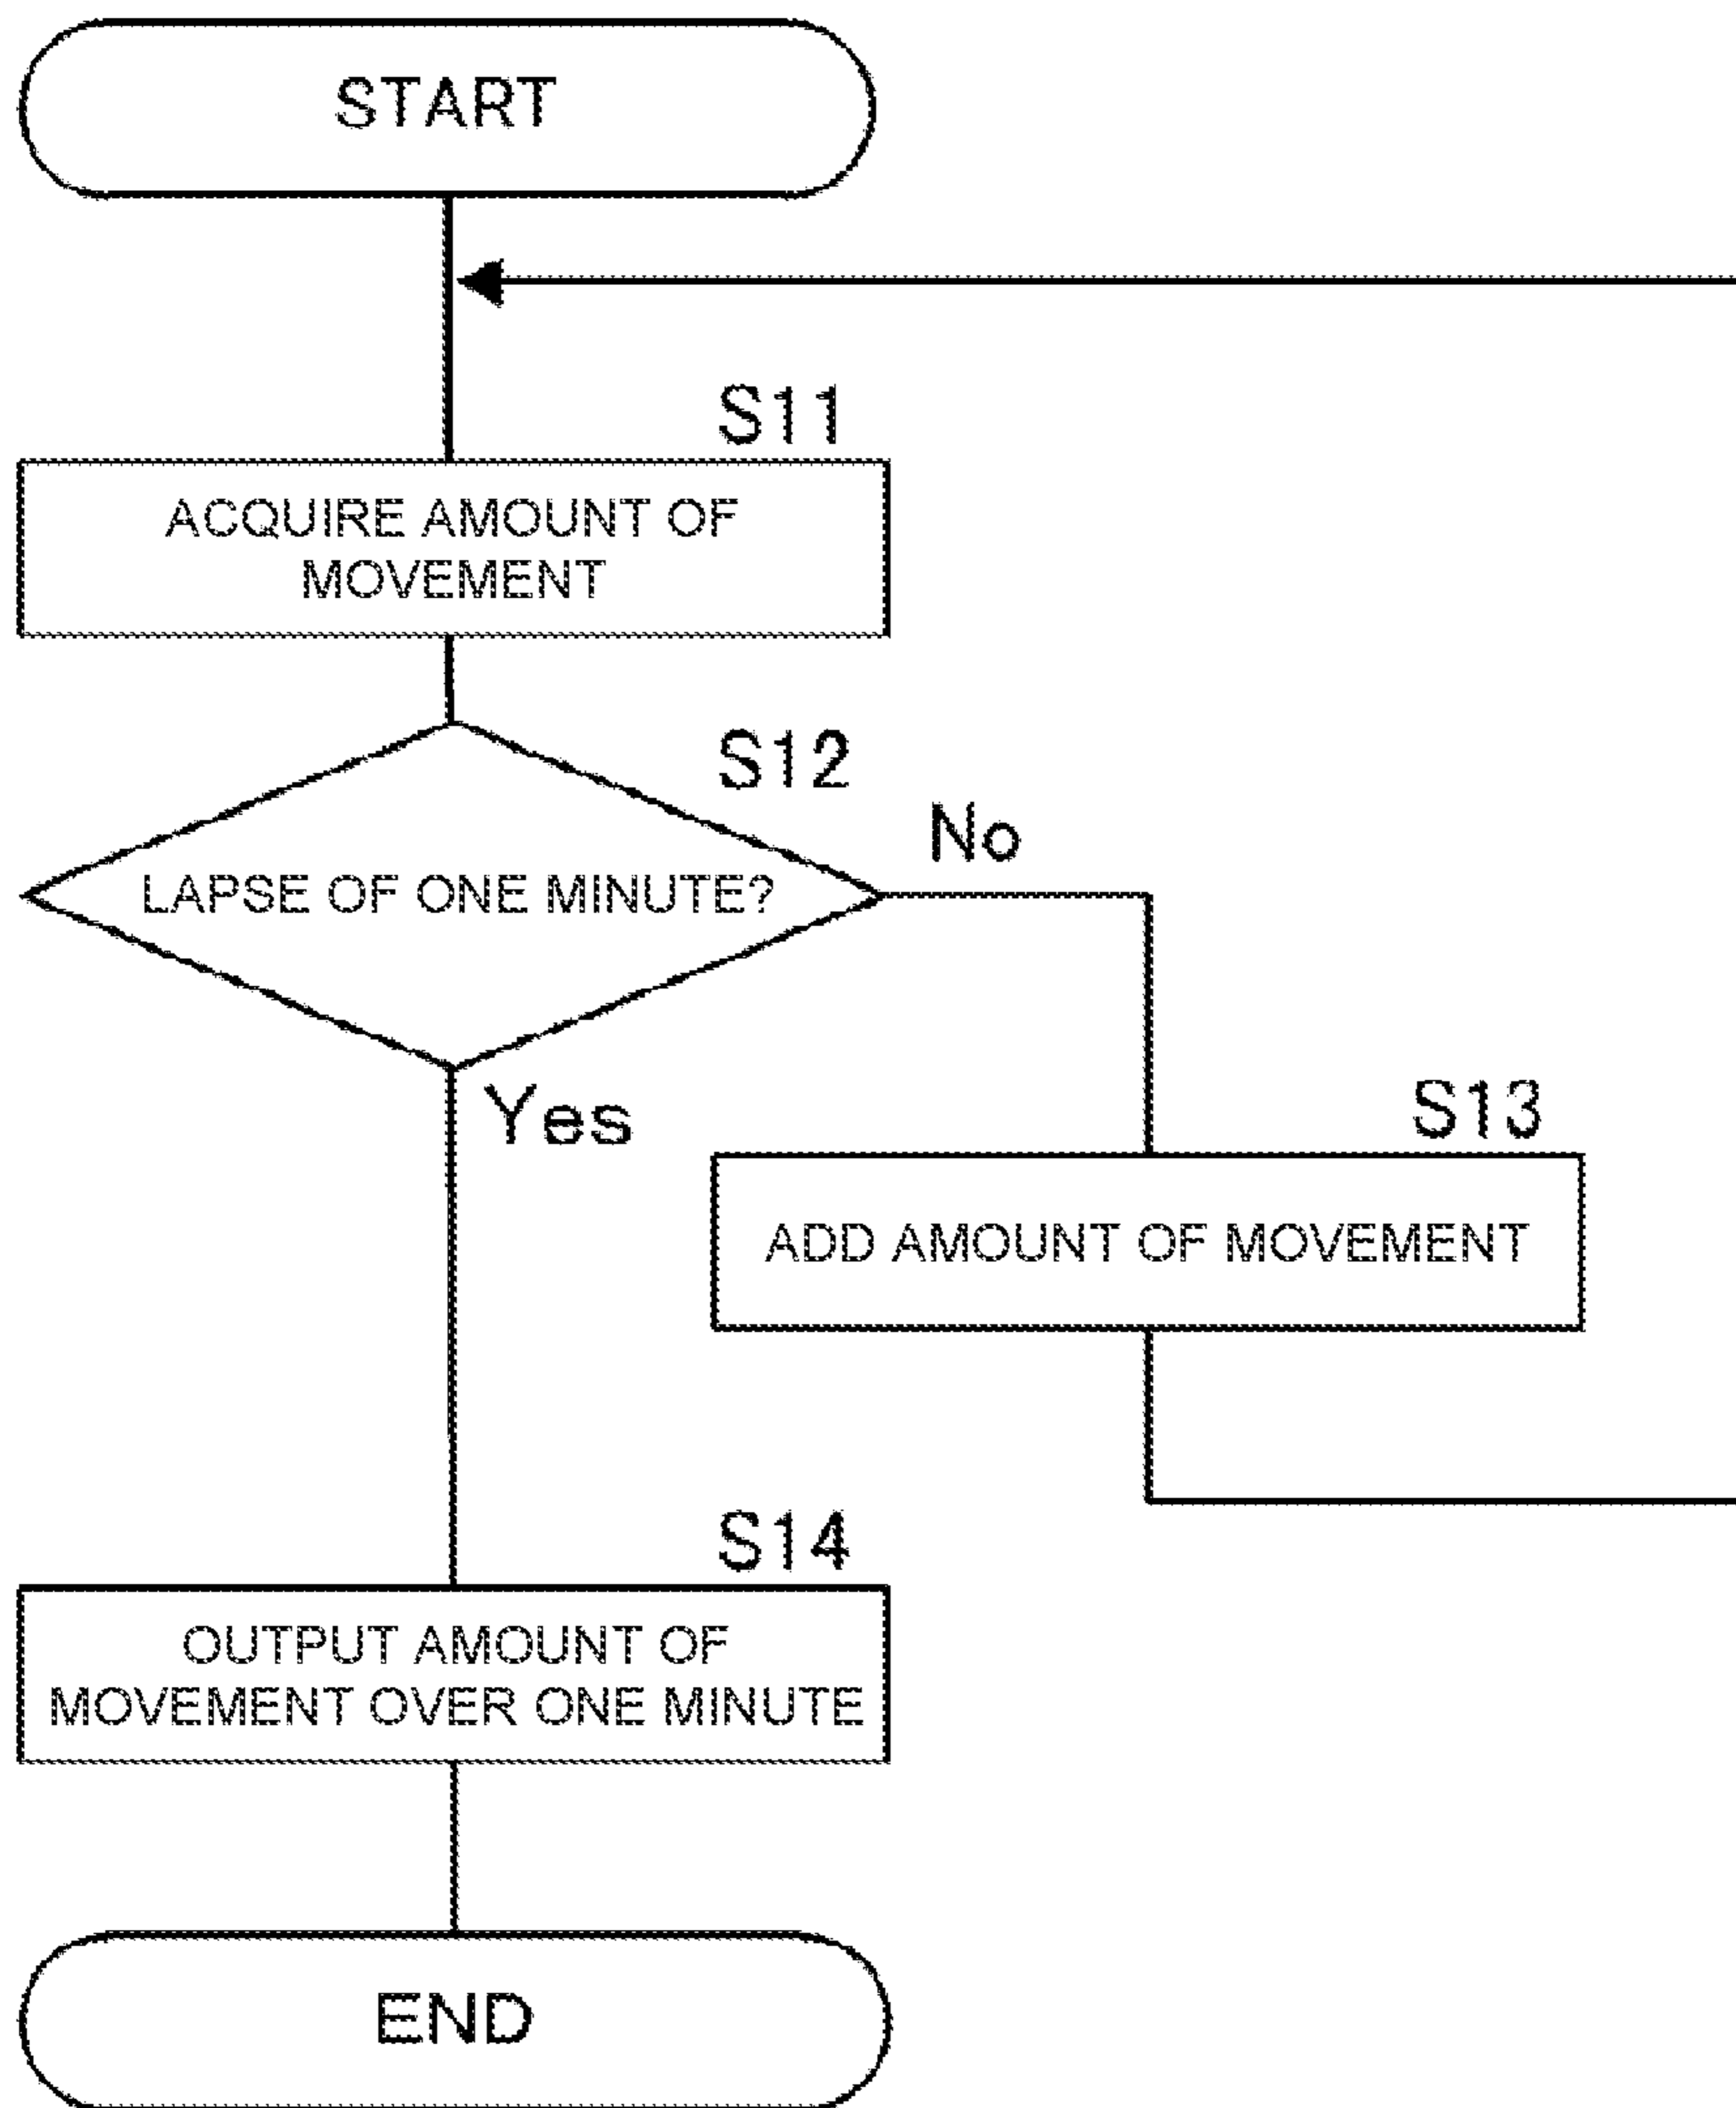 START
S11
ACQUIRE AMOUNT OF
MOVEMENT
S12
No
LAPSE OF ONE MINUTE?
Yes
S13
ADD AMOUNT OF MOVEMENT
S14
OUTPUT AMOUNT OF
MOVEMENT OVER ONE MINUTE
END